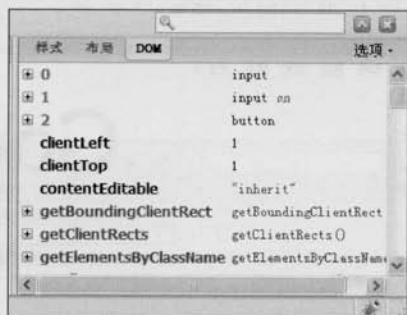 样式 布局 DOM 选项
0 input
1 input
2 button
clientLeft 1
clientTop 1
contentEditable "inherit"
getBoundingClientRect getBoundingClientRect
getClientRects getClientRects()
getElementsByClassName getElementsByClassName